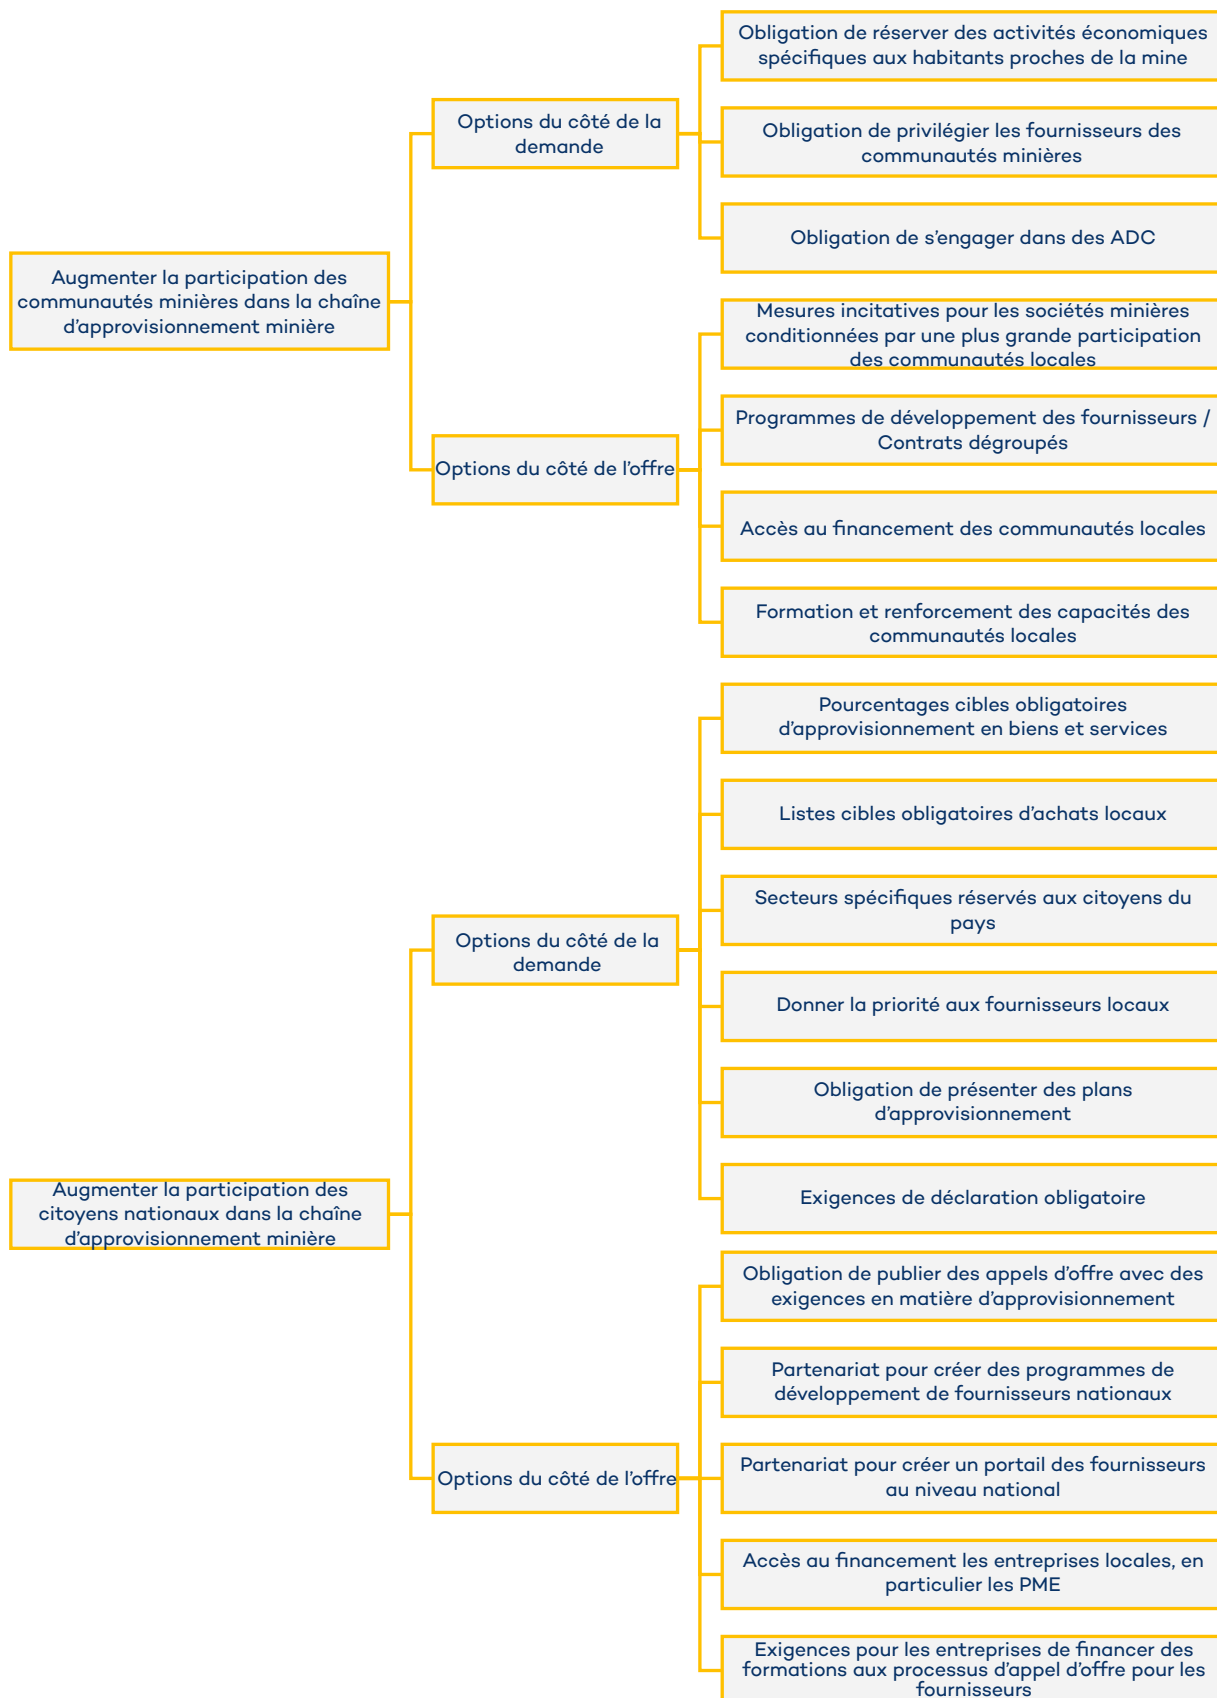 Augmenter la participation des
communautés minières dans la chaîne
d’approvisionnement minière
Options du côté de la
demande
Obligation de réserver des activités économiques
spécifiques aux habitants proches de la mine
Obligation de privilégier les fournisseurs des
communautés minières
Obligation de s’engager dans des ADC
Options du côté de l’offre
Mesures incitatives pour les sociétés minières
conditionnées par une plus grande participation
des communautés locales
Programmes de développement des fournisseurs /
Contrats dégroupés
Accès au financement des communautés locales
Formation et renforcement des capacités des
communautés locales
Augmenter la participation des
citoyens nationaux dans la chaîne
d’approvisionnement minière
Options du côté de la
demande
Pourcentages cibles obligatoires
d’approvisionnement en biens et services
Listes cibles obligatoires d’achats locaux
Secteurs spécifiques réservés aux citoyens du
pays
Donner la priorité aux fournisseurs locaux
Obligation de présenter des plans
d’approvisionnement
Exigences de déclaration obligatoire
Options du côté de l’offre
Obligation de publier des appels d’offre avec des
exigences en matière d’approvisionnement
Partenariat pour créer des programmes de
développement de fournisseurs nationaux
Partenariat pour créer un portail des fournisseurs
au niveau national
Accès au financement les entreprises locales, en
particulier les PME
Exigences pour les entreprises de financer des
formations aux processus d’appel d’offre pour les
fournisseurs